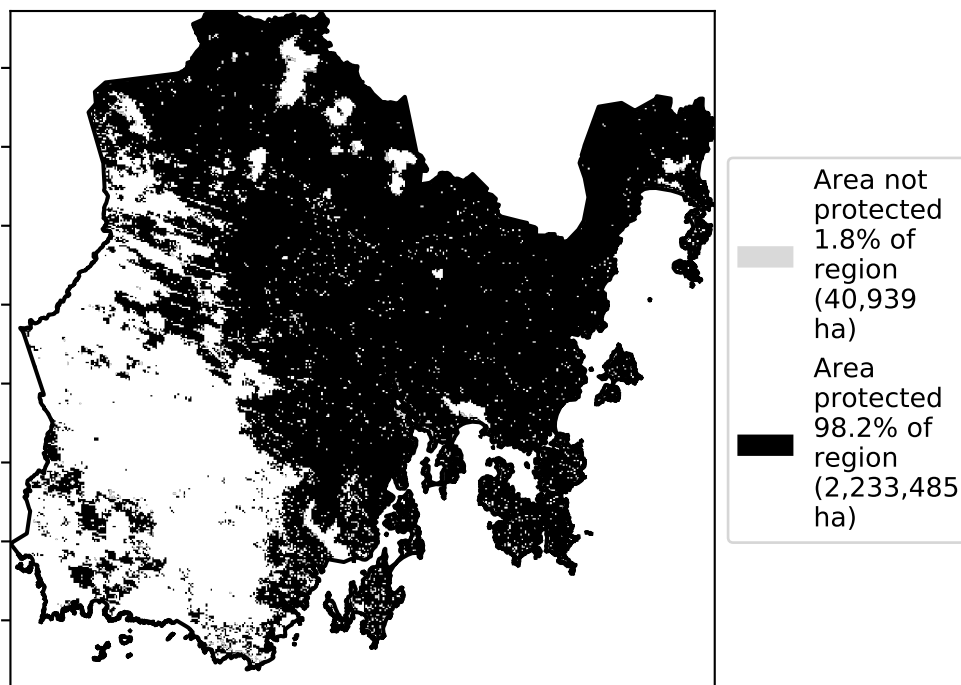 Area not
protected
1.8% of
region
(40,939
ha)
Area
protected
98.2% of
region
(2,233,485
ha)